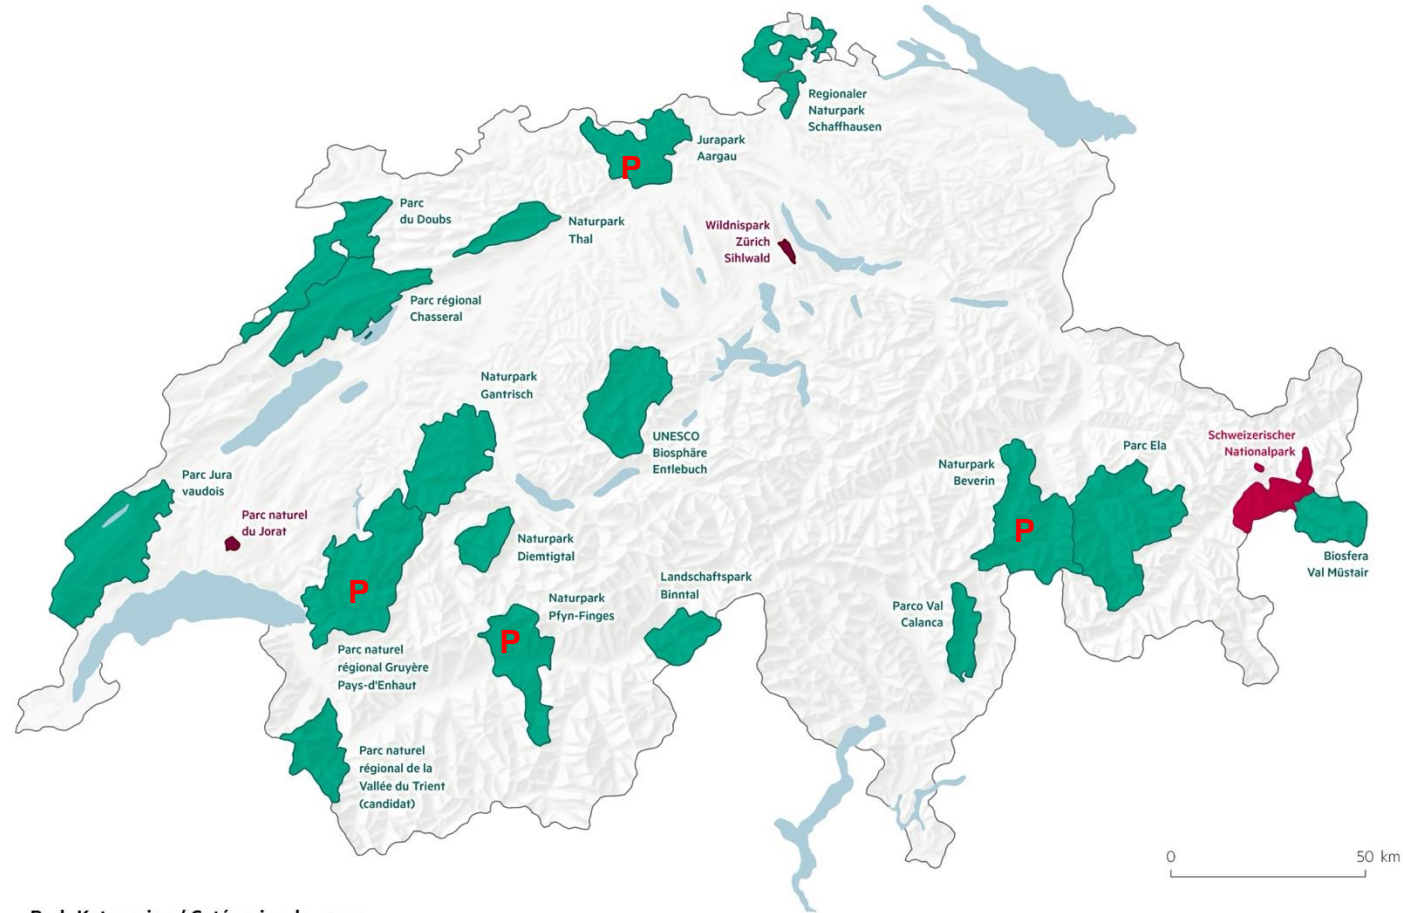 Regionaler
Naturpark
Schaffhausen
Jurapark
Aargau
P
Parc
du Doubs
Naturpark
Thal
Wildnispark
Zürich
Sihlwald
Parc régional
Chasseral
Naturpark
Gantrisch
UNESCO
Biosphäre
Entlebuch
Parc Ela
Schweizerischer
Nationalpark
Naturpark
Beverin
P
Parc Jura
vaudois
Parc naturel
du Jorat
Naturpark
Diemtigtal
Biosfera
Val Müstair
Landschaftspark
Binntal
P
Naturpark
Pfyn-Finges
P
Parco Val
Calanca
Parc naturel
régional Gruyère
Pays-d'Enhaut
Parc naturel
régional de la
Vallée du Trient
(candidat)
0 50 km